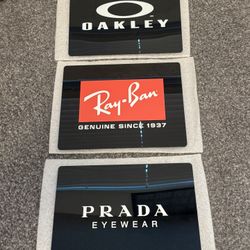 OAKLEY
Ray-Ban
GENUINE SINCE 1937
PRADA
EYEWEAR